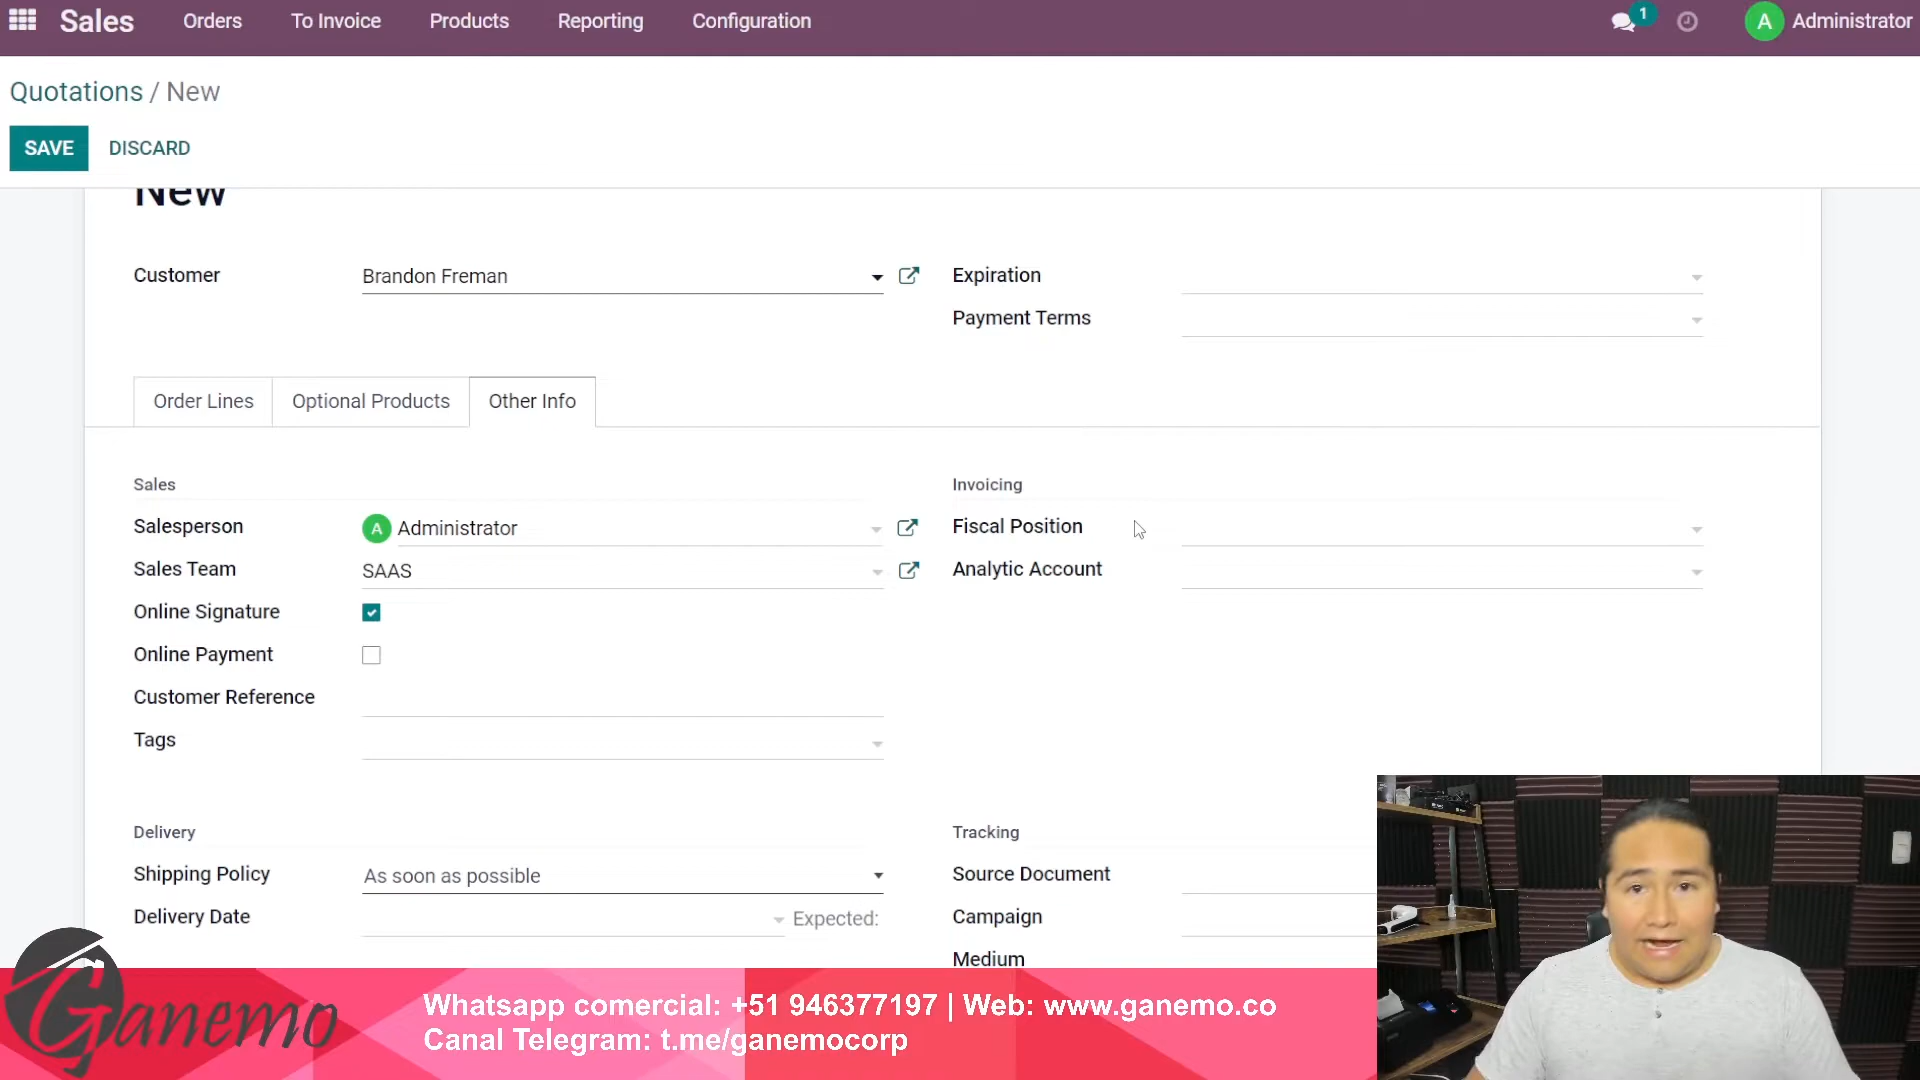 Sales Orders To Invoice Products Reporting Configuration 1 A Administrator
Quotations / New
SAVE DISCARD
New
Customer Brandon Freman
Expiration
Payment Terms
Order Lines Optional Products Other Info
Sales
Salesperson A Administrator
Sales Team SAAS
Online Signature
Online Payment
Customer Reference
Tags
Invoicing
Fiscal Position
Analytic Account
Delivery
Shipping Policy As soon as possible
Delivery Date Expected:
Tracking
Source Document
Campaign
Medium
Ganemo
Whatsapp comercial: +51 946377197 | Web: www.ganemo.co
Canal Telegram: t.me/ganemocorp